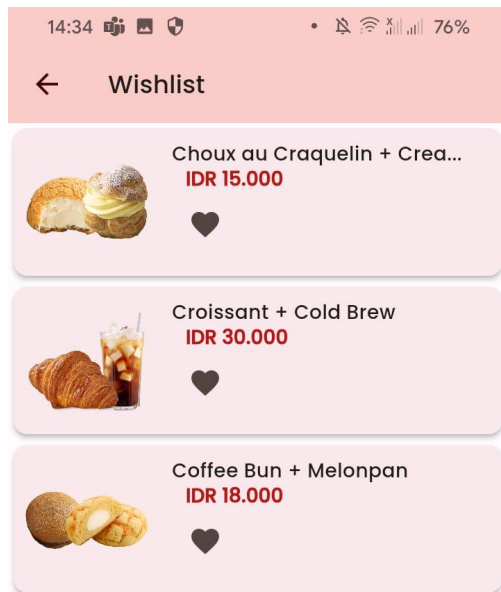 14:34 76%
Wishlist
Choux au Craquelin + Crea...
IDR 15.000
Croissant + Cold Brew
IDR 30.000
Coffee Bun + Melonpan
IDR 18.000